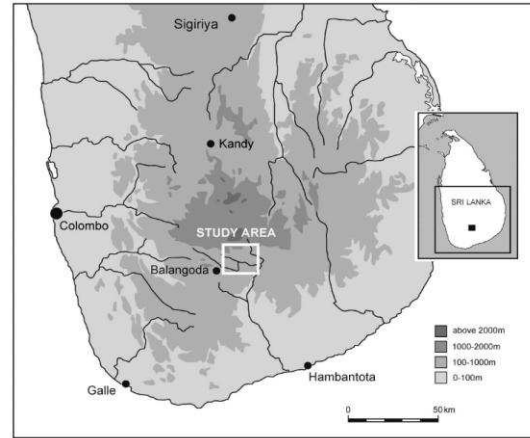 Sigiriya
Kandy
SRI LANKA
Colombo
STUDY AREA
Balangoda
above 2000m
1000-2000m
100-1000m
0-100m
Hambantota
Galle
0 50 km